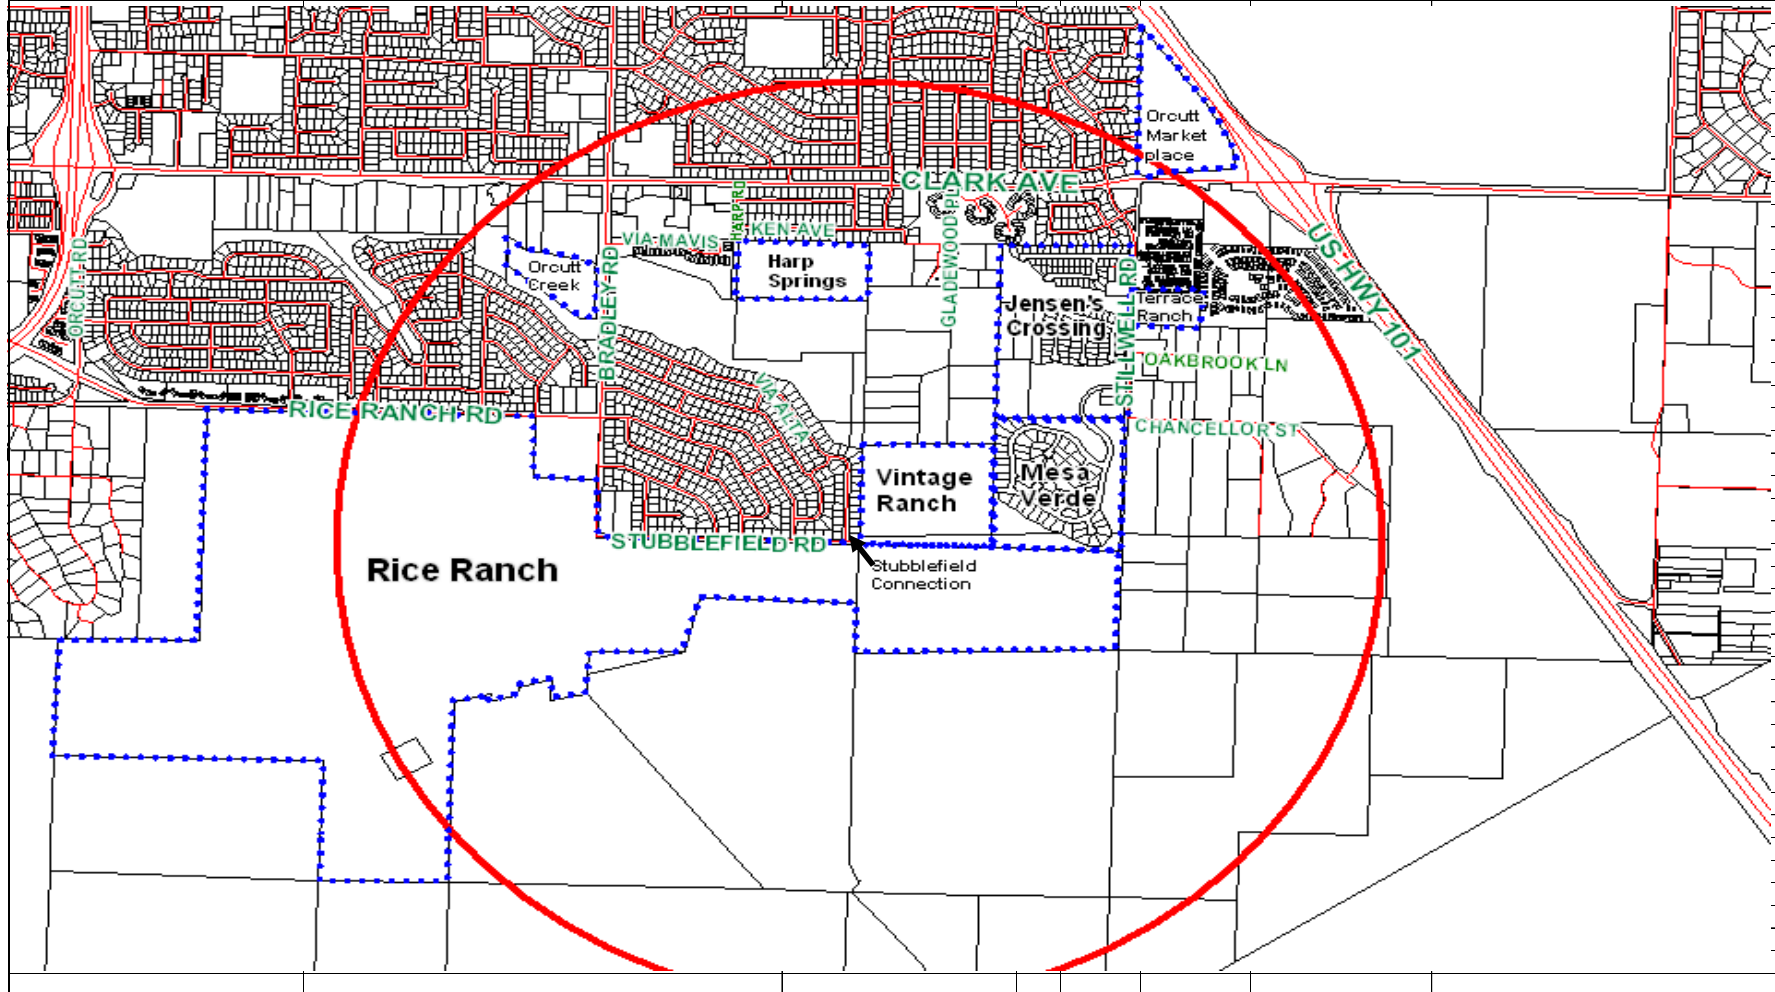 Orcutt
Market
place
CLARK AVE
HARP RD
KEN AVE
VIA MAVIS
GLADEWOOD PL
US HWY 101
ORCUTT RD
Orcutt
Creek
BRADLEY RD
Harp
Springs
Jensen's
Crossing
STILLWELL RD
Terrace
Ranch
OAKBROOK LN
VIA ALTA
RICE RANCH RD
CHANCELLOR ST
Vintage
Ranch
Mesa
Verde
STUBBLEFIELD RD
Rice Ranch
Stubblefield
Connection